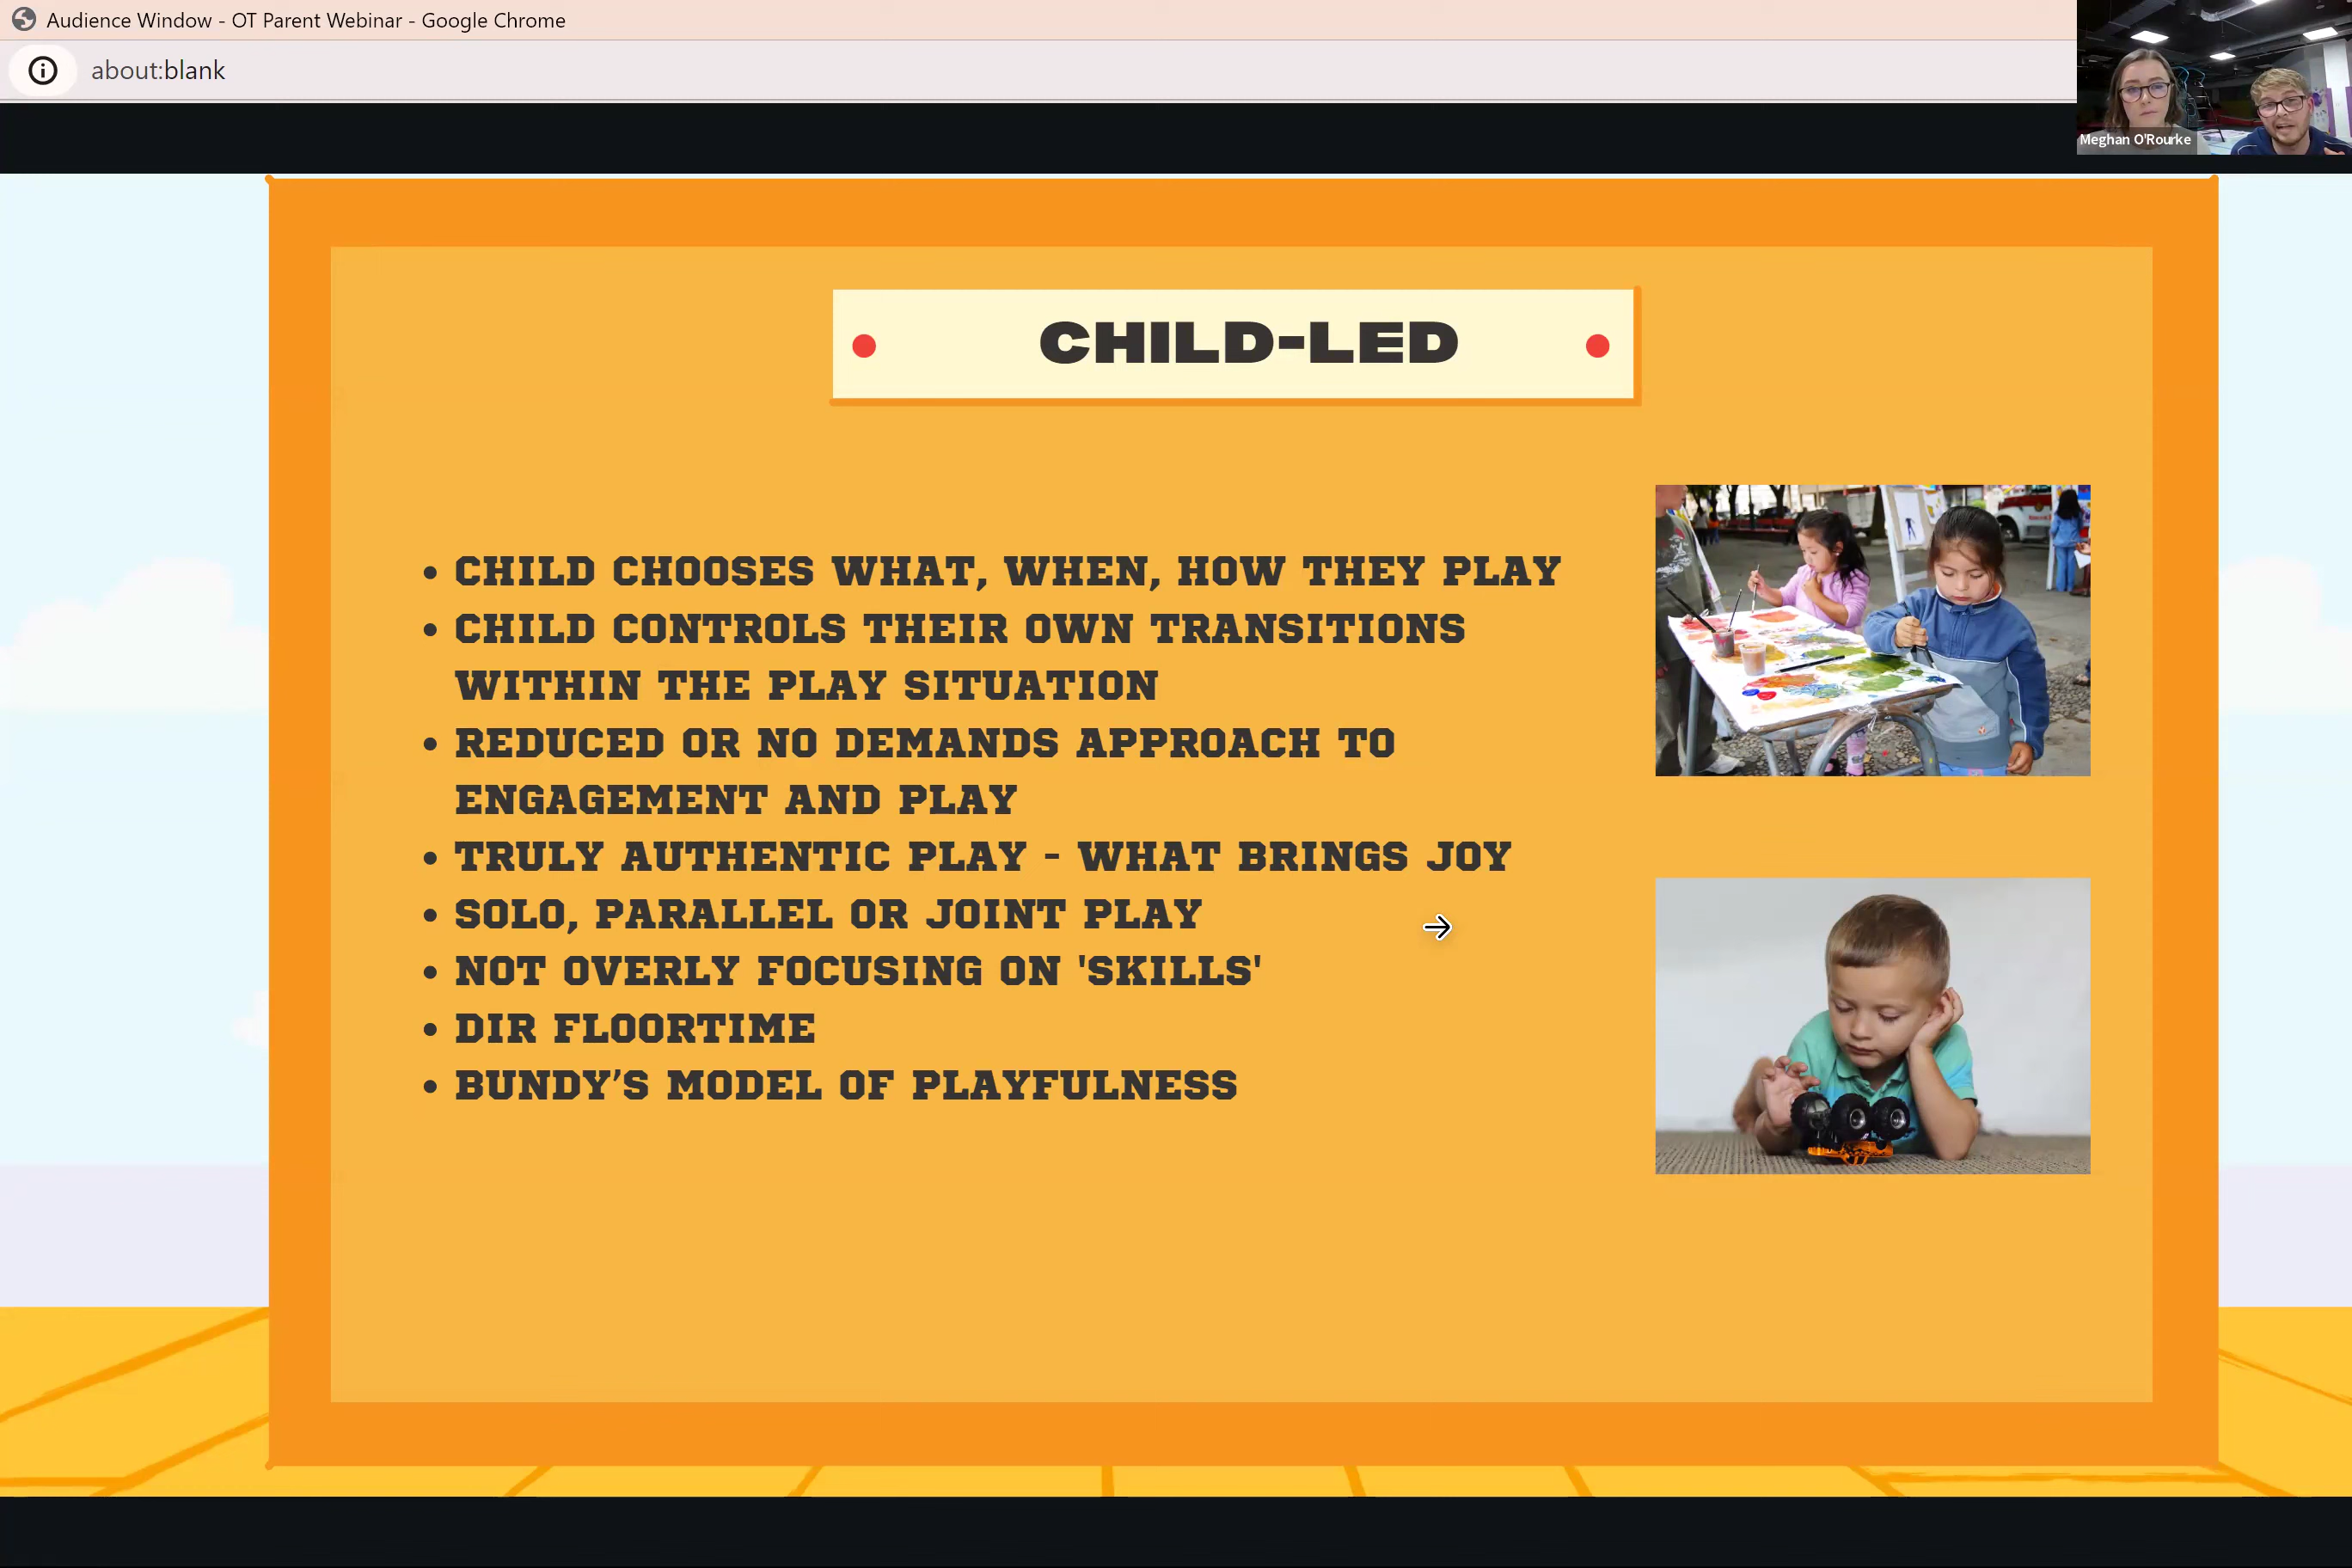 Audience Window - OT Parent Webinar - Google Chrome
about:blank
Meghan O'Rourke
CHILD-LED
• CHILD CHOOSES WHAT, WHEN, HOW THEY PLAY
• CHILD CONTROLS THEIR OWN TRANSITIONS
WITHIN THE PLAY SITUATION
• REDUCED OR NO DEMANDS APPROACH TO
ENGAGEMENT AND PLAY
• TRULY AUTHENTIC PLAY - WHAT BRINGS JOY
• SOLO, PARALLEL OR JOINT PLAY
• NOT OVERLY FOCUSING ON 'SKILLS'
• DIR FLOORTIME
• BUNDY’S MODEL OF PLAYFULNESS